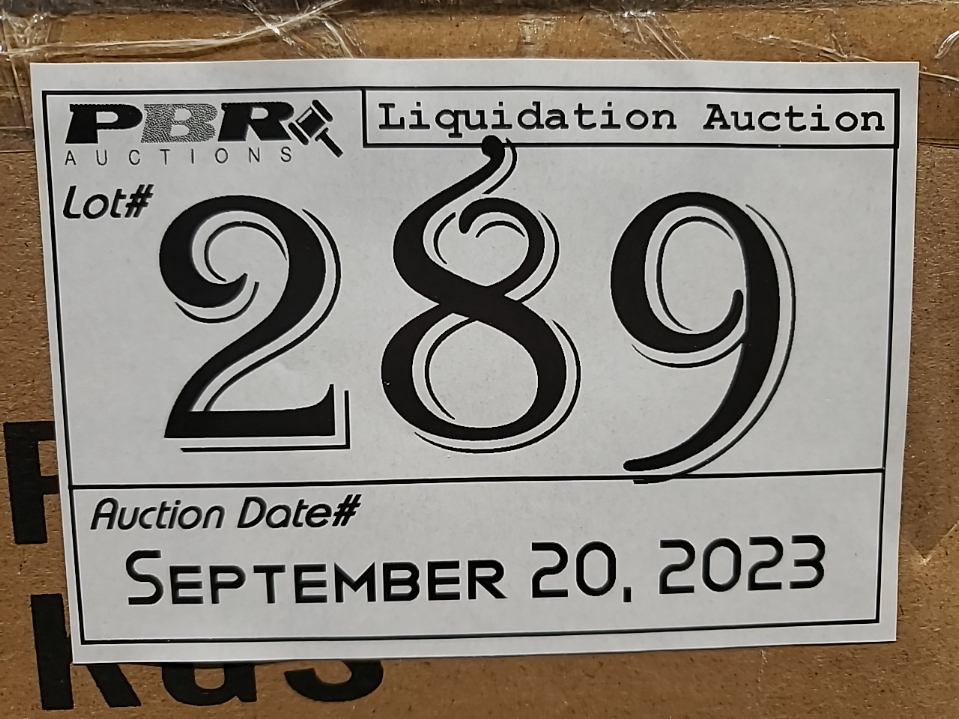 PBR
AUCTIONS
Liquidation Auction
Lot#
289
Auction Date#
September 20, 2023